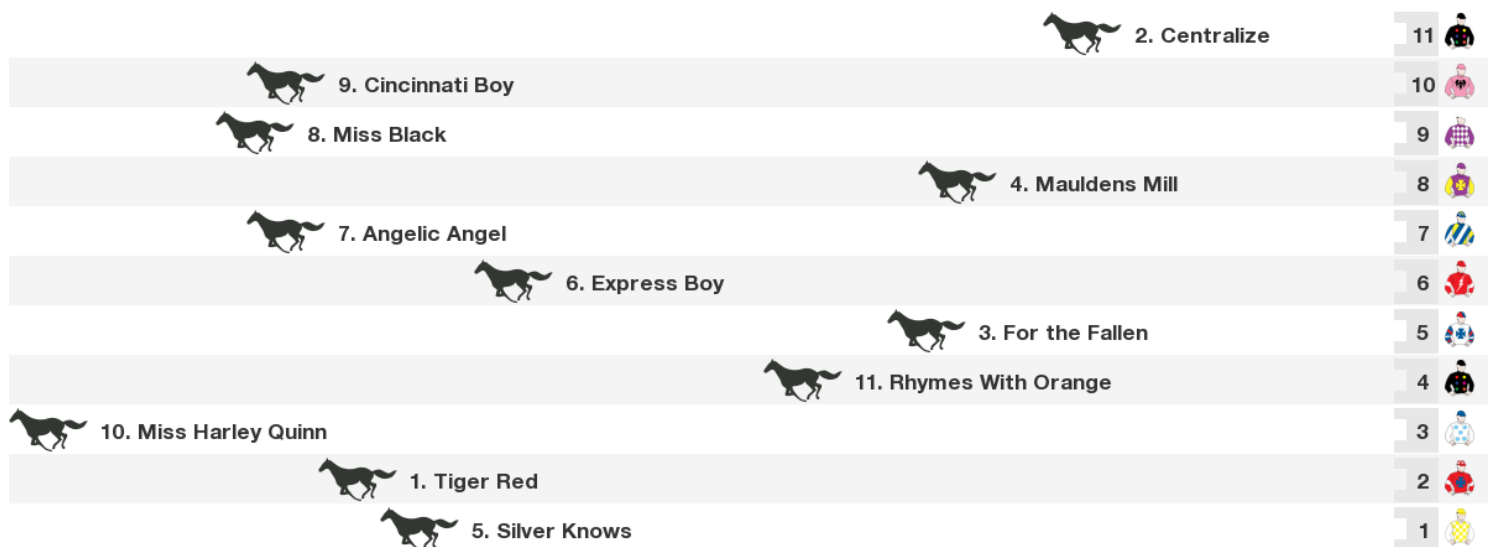 2. Centralize 11
9. Cincinnati Boy 10
8. Miss Black 9
4. Mauldens Mill 8
7. Angelic Angel 7
6. Express Boy 6
3. For the Fallen 5
11. Rhymes With Orange 4
10. Miss Harley Quinn 3
1. Tiger Red 2
5. Silver Knows 1